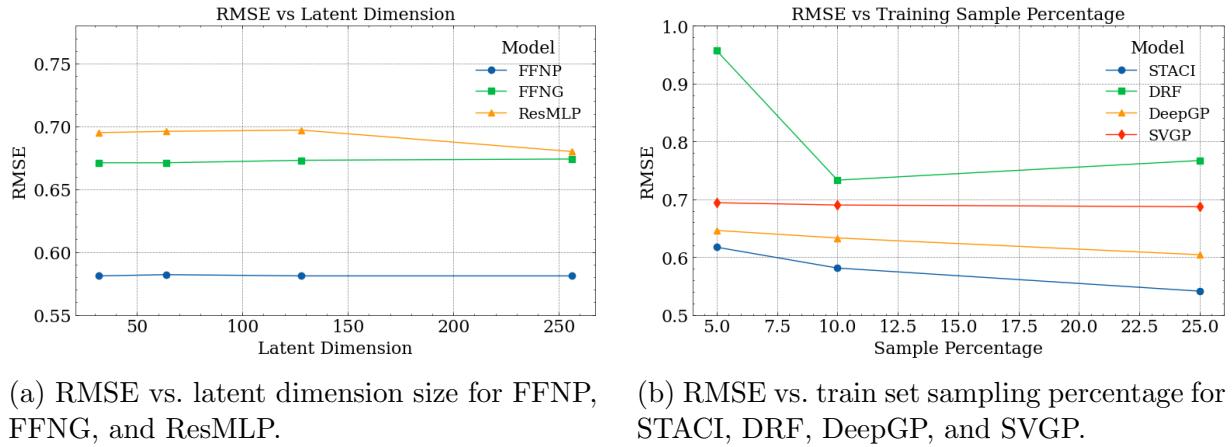 RMSE vs Latent Dimension
Model
FFNP
FFNG
ResMLP
0.75
0.70
0.65
0.60
0.55
RMSE
50
100
150
200
250
Latent Dimension
RMSE vs Training Sample Percentage
Model
STACI
DRF
DeepGP
SVGP
1.0
0.9
0.8
0.7
0.6
0.5
RMSE
5.0
7.5
10.0
12.5
15.0
17.5
20.0
22.5
25.0
Sample Percentage
(a) RMSE vs. latent dimension size for FFNP,
FFNG, and ResMLP.
(b) RMSE vs. train set sampling percentage for
STACI, DRF, DeepGP, and SVGP.